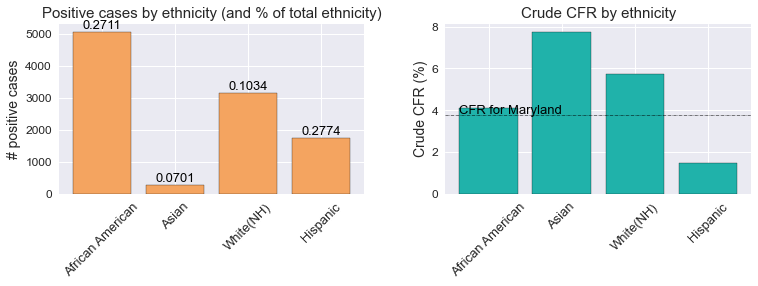 Positive cases by ethnicity (and % of total ethnicity)
# positive cases
5000
4000
3000
2000
1000
0
0.2711
0.0701
0.1034
0.2774
African American
Asian
White(NH)
Hispanic
Crude CFR by ethnicity
Crude CFR (%)
8
6
4
2
0
CFR for Maryland
African American
Asian
White(NH)
Hispanic